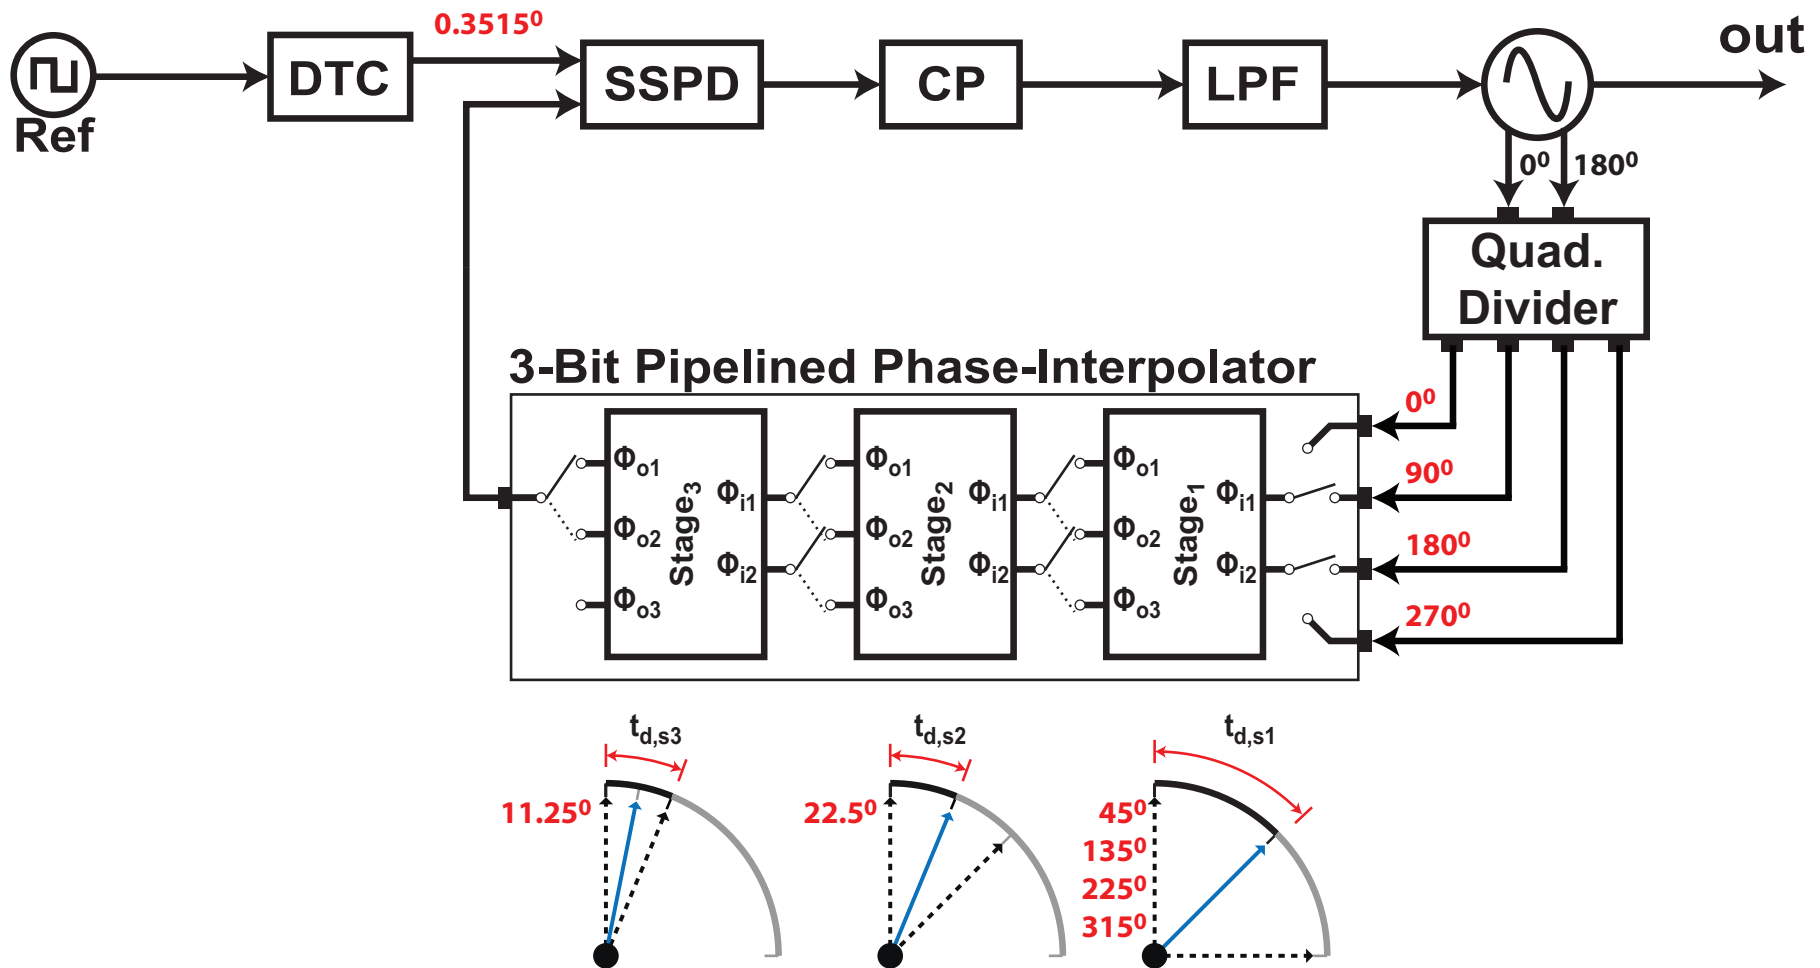 0.3515⁰
out
DTC
SSPD
CP
LPF
Ref
0⁰ 180⁰
Quad.
Divider
3-Bit Pipelined Phase-Interpolator
0⁰
90⁰
180⁰
270⁰
Φo1
Φo2
Φo3
Stage3
Φi1
Φi2
Φo1
Φo2
Φo3
Stage2
Φi1
Φi2
Φo1
Φo2
Φo3
Stage1
Φi1
Φi2
td,s3
td,s2
td,s1
11.25⁰
22.5⁰
45⁰
135⁰
225⁰
315⁰